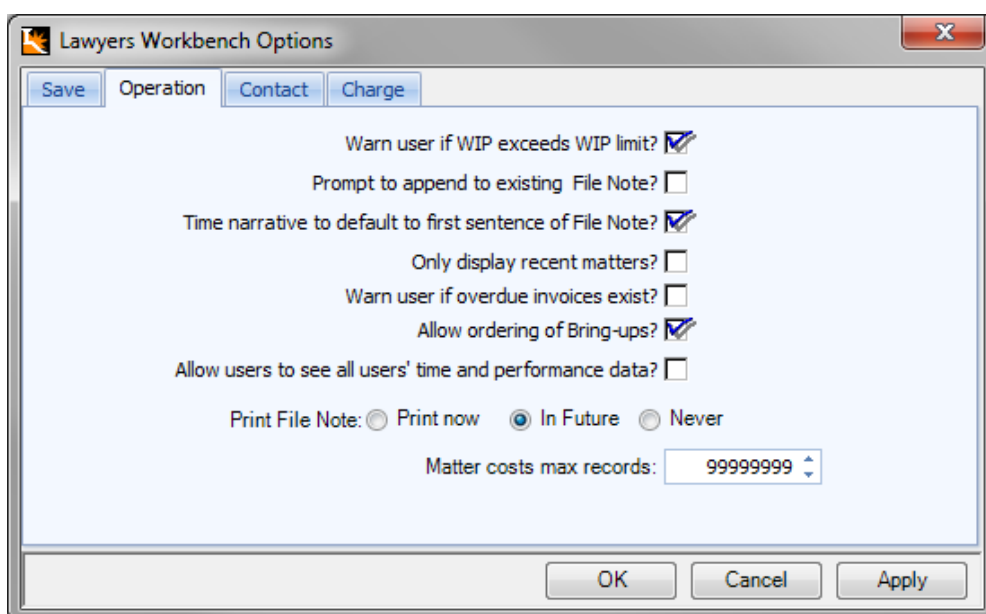 Lawyers Workbench Options
Save Operation Contact Charge
Warn user if WIP exceeds WIP limit?
Prompt to append to existing File Note?
Time narrative to default to first sentence of File Note?
Only display recent matters?
Warn user if overdue invoices exist?
Allow ordering of Bring-ups?
Allow users to see all users' time and performance data?
Print File Note: Print now In Future Never
Matter costs max records: 99999999
OK Cancel Apply